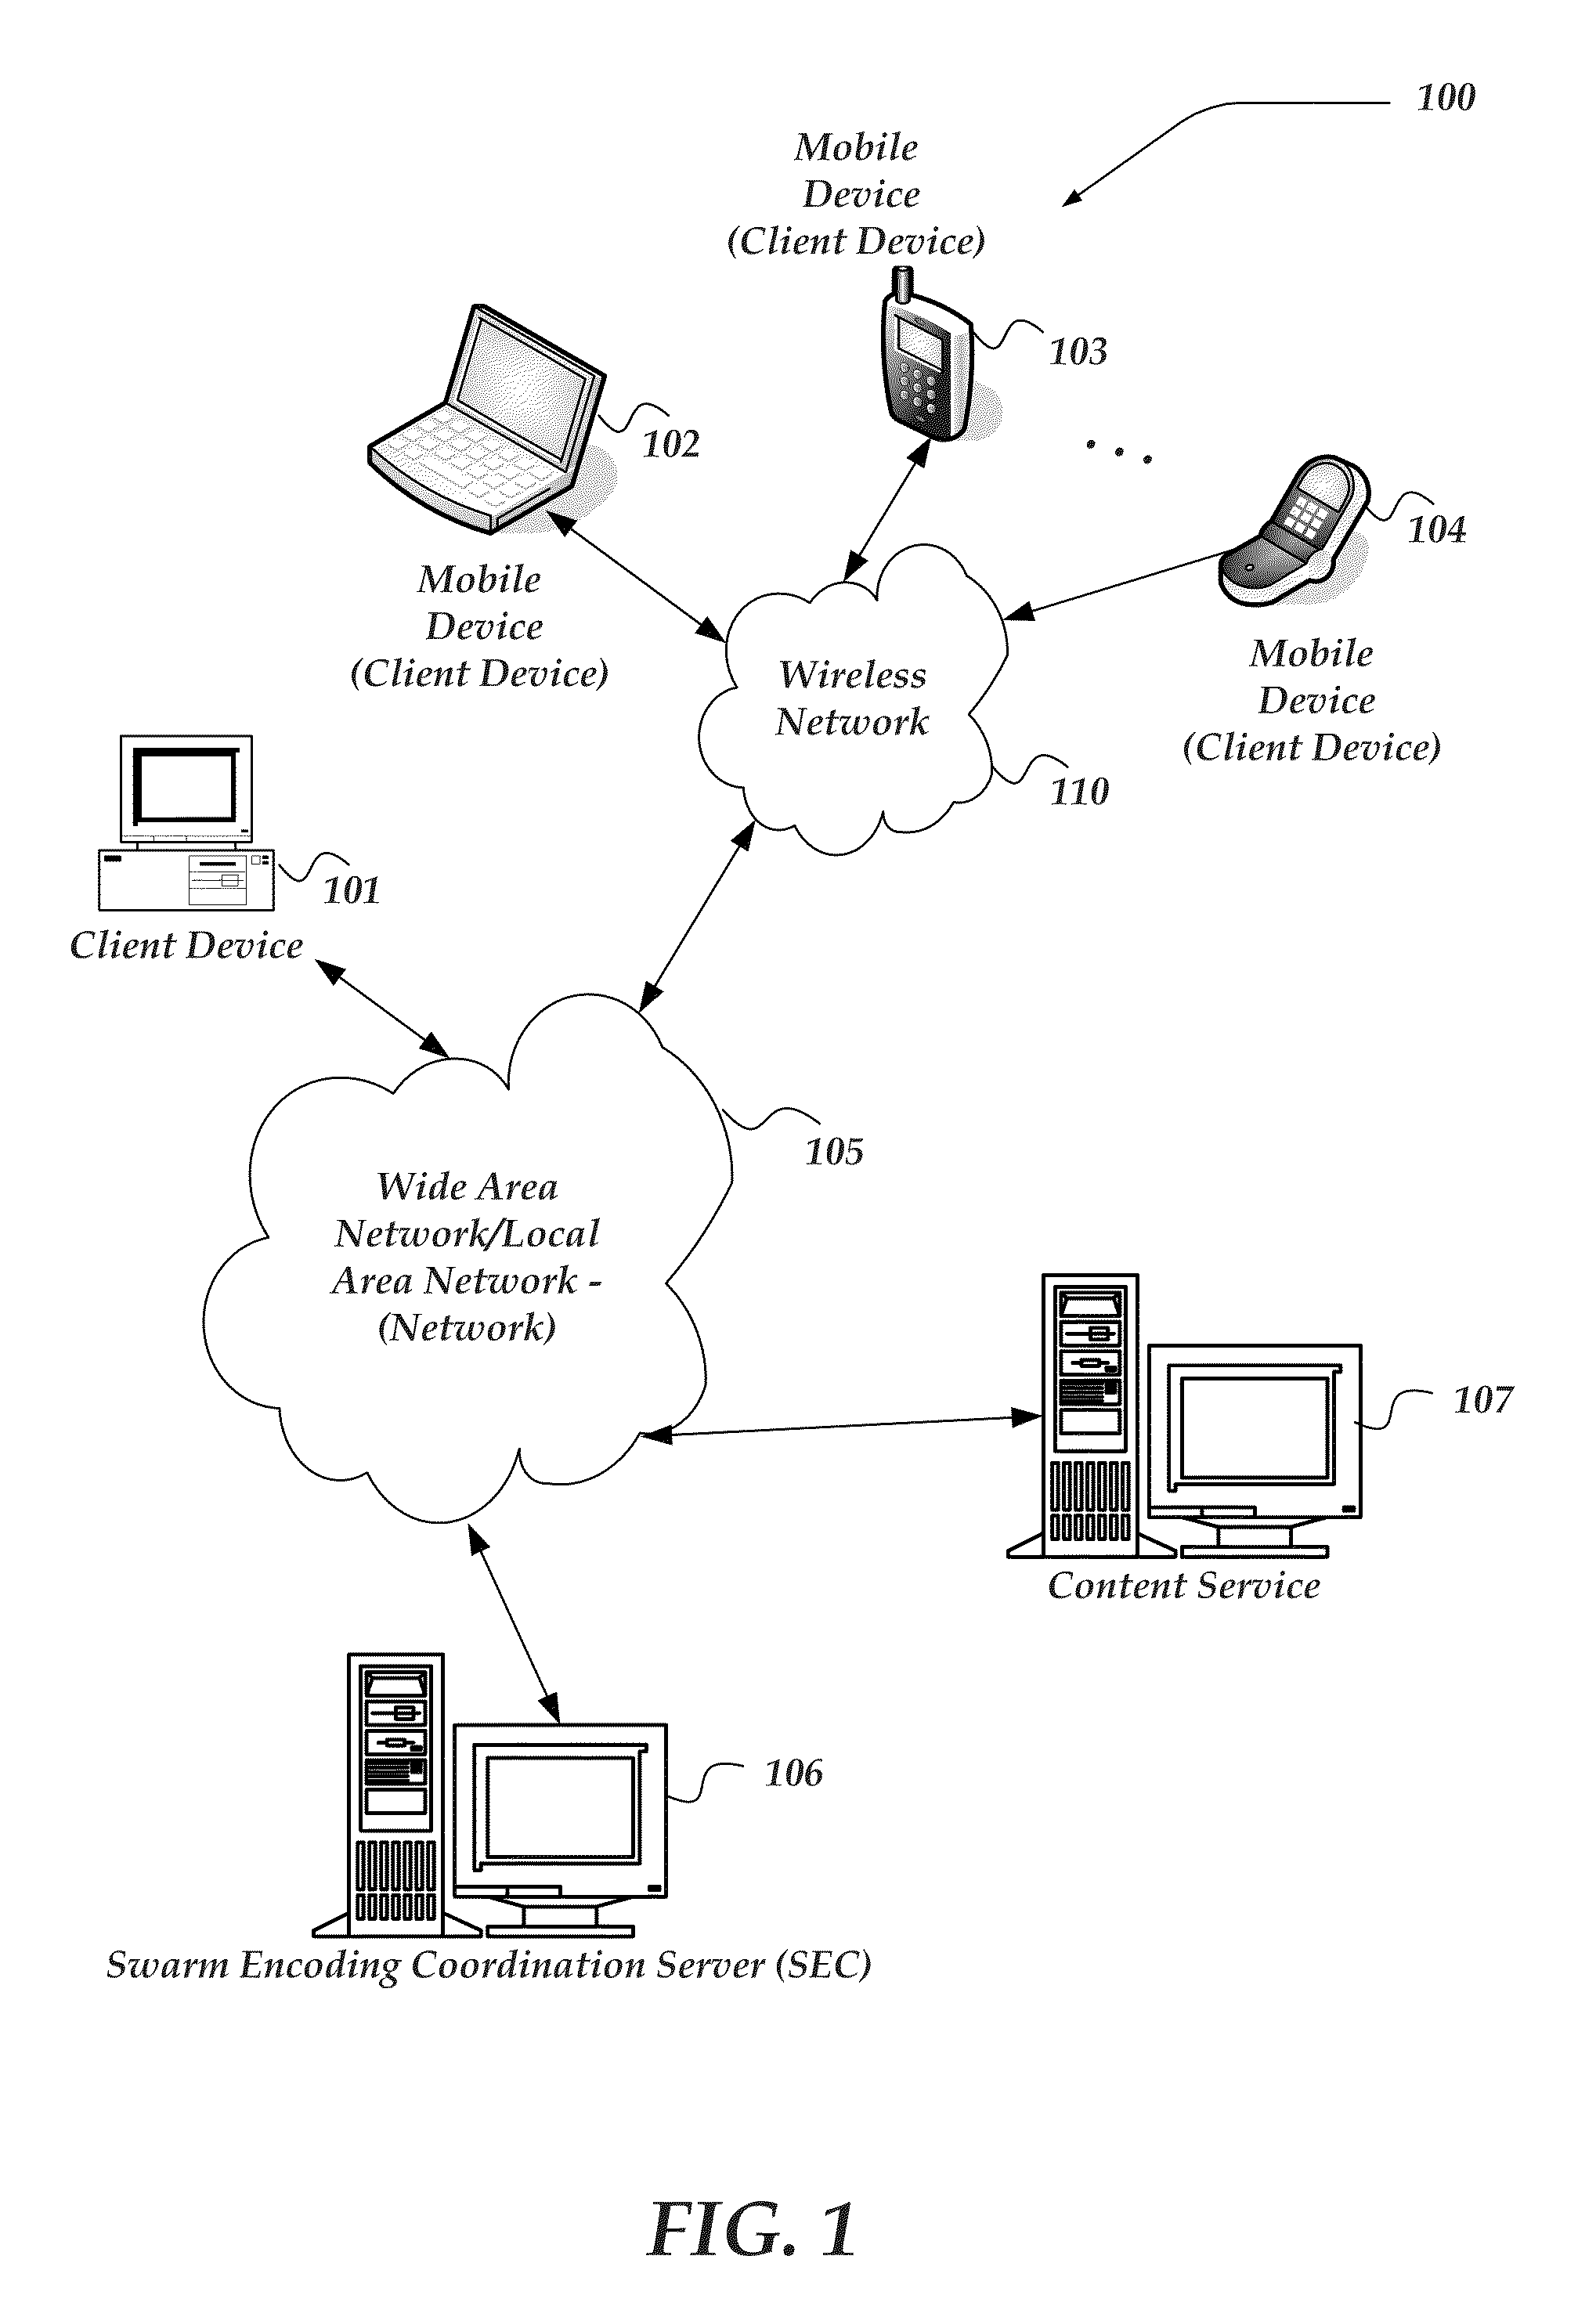 100
Mobile
Device
(Client Device)
103
102
104
Mobile
Device
(Client Device)
Wireless
Network
Mobile
Device
(Client Device)
110
101
Client Device
105
Wide Area
Network/Local
Area Network -
(Network)
107
Content Service
106
Swarm Encoding Coordination Server (SEC)
FIG. 1